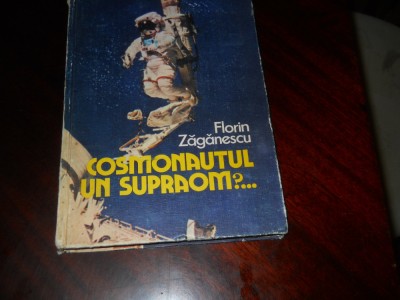 Florin
Zăgănescu
COSMONAUTUL
UN SUPRAOM?...